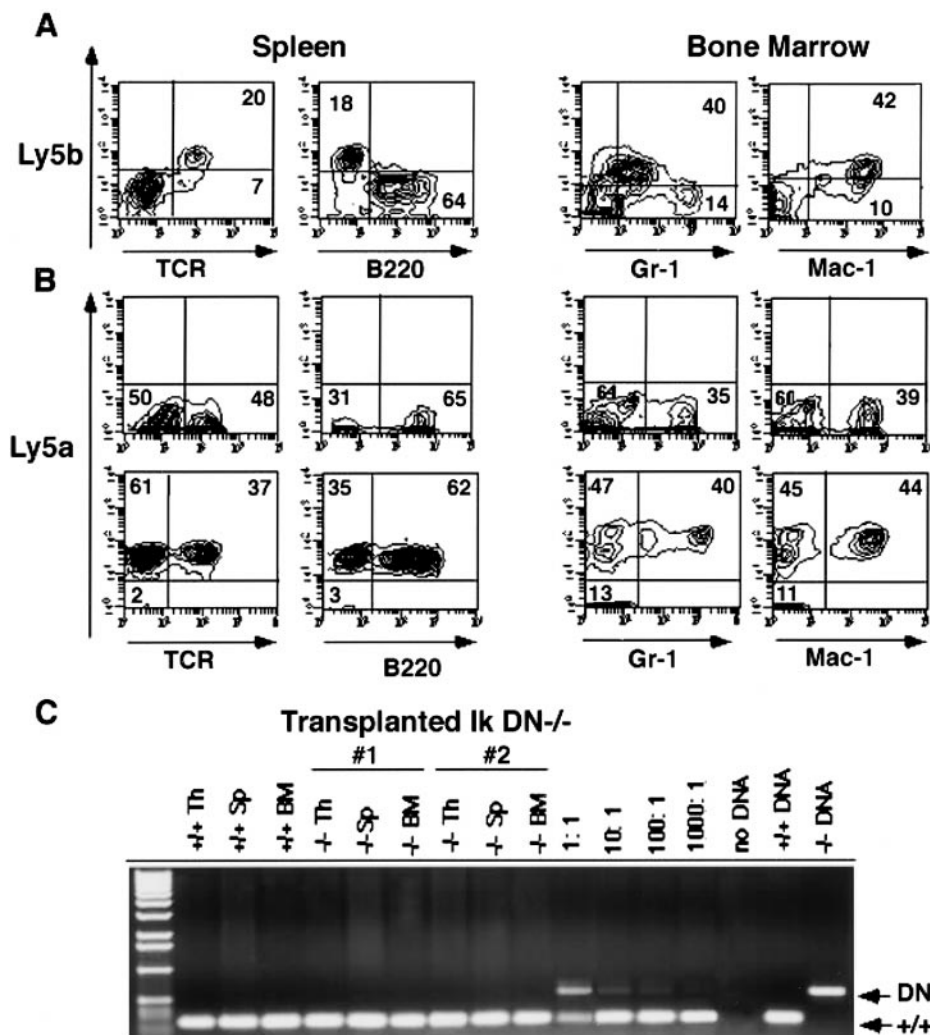 A
Spleen
Bone Marrow
Ly5b
20
7
18
64
40
14
42
10
TCR
B220
Gr-1
Mac-1
B
Ly5a
50
48
31
65
35
39
61
37
2
35
62
3
47
40
13
45
44
11
TCR
B220
Gr-1
Mac-1
C
Transplanted Ik DN-/-
#1
#2
+/+ Th
+/+ Sp
+/+ BM
-/- Th
-/- Sp
-/- BM
-/- Th
-/- Sp
-/- BM
1: 1
10: 1
100: 1
1000: 1
no DNA
+/+ DNA
-/- DNA
DN
+/+